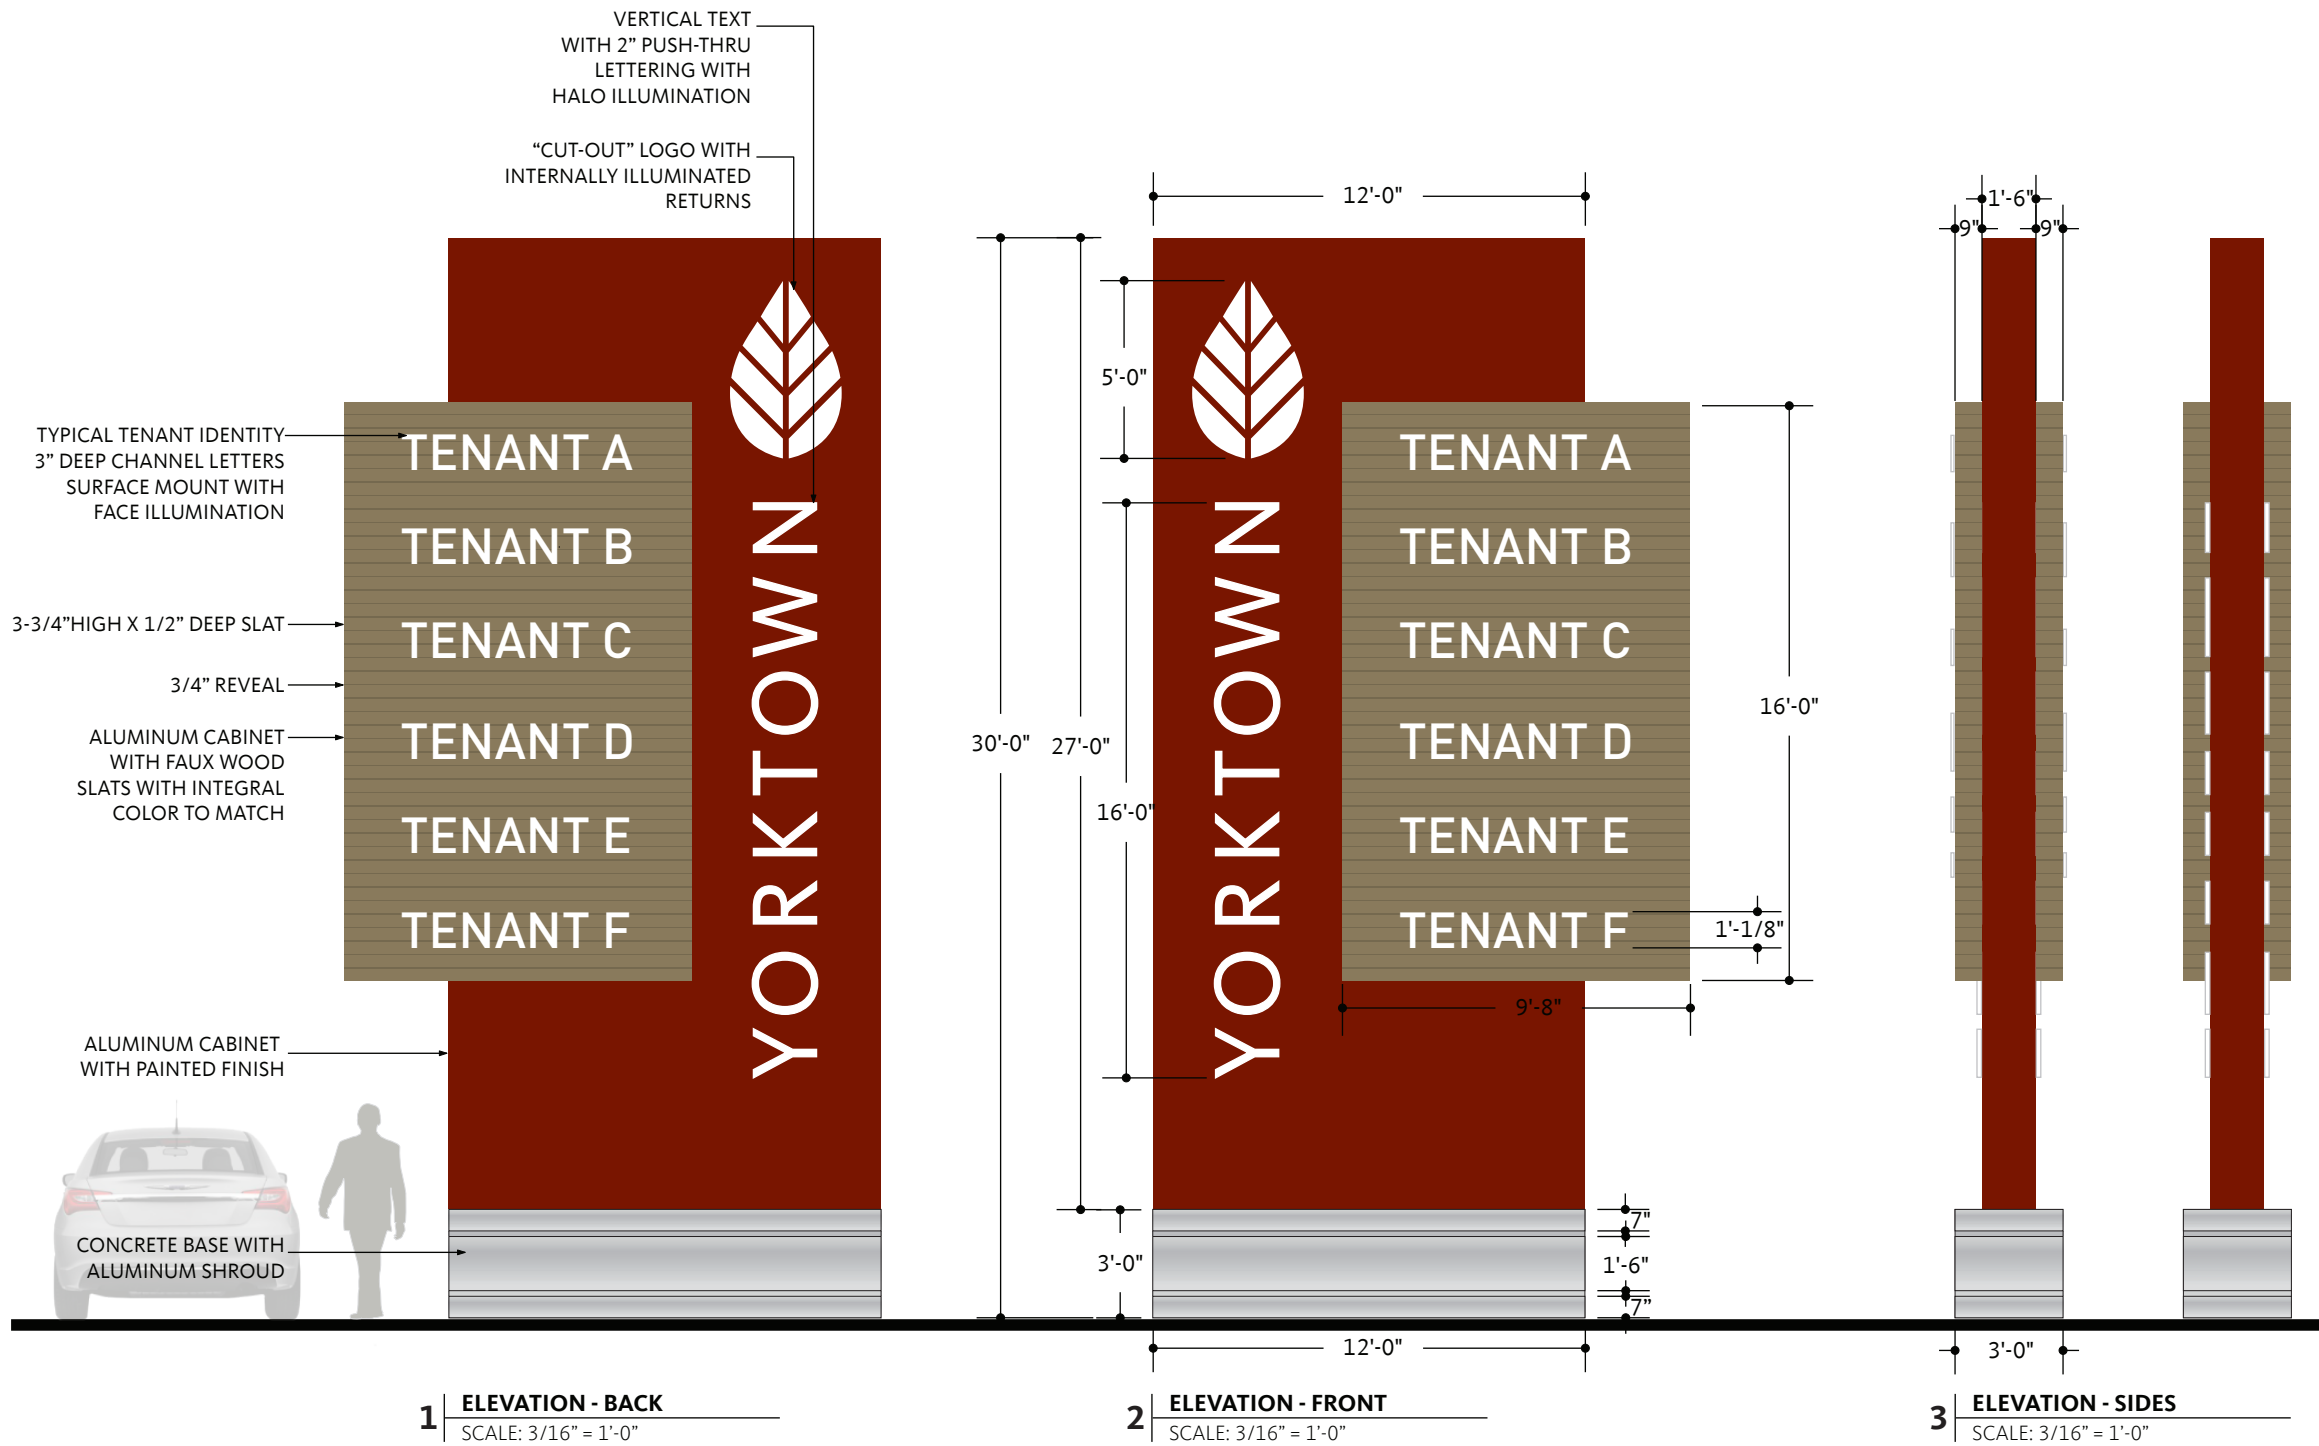 VERTICAL TEXT
WITH 2” PUSH-THRU
LETTERING WITH
HALO ILLUMINATION
“CUT-OUT” LOGO WITH
INTERNALLY ILLUMINATED
RETURNS
TYPICAL TENANT IDENTITY
3” DEEP CHANNEL LETTERS
SURFACE MOUNT WITH
FACE ILLUMINATION
3-3/4”HIGH X 1/2” DEEP SLAT
3/4” REVEAL
ALUMINUM CABINET
WITH FAUX WOOD
SLATS WITH INTEGRAL
COLOR TO MATCH
ALUMINUM CABINET
WITH PAINTED FINISH
CONCRETE BASE WITH
ALUMINUM SHROUD
TENANT A
TENANT B
TENANT C
TENANT D
TENANT E
TENANT F
YORKTOWN
1
ELEVATION - BACK
SCALE: 3/16” = 1’-0”
12'-0"
30'-0"
27'-0"
5'-0"
16'-0"
3'-0"
YORKTOWN
TENANT A
TENANT B
TENANT C
TENANT D
TENANT E
TENANT F
16'-0"
1'-1/8"
9'-8"
7"
1'-6"
7”
12'-0"
2
ELEVATION - FRONT
SCALE: 3/16” = 1’-0”
1'-6"
9"
9"
3'-0"
3
ELEVATION - SIDES
SCALE: 3/16” = 1’-0”